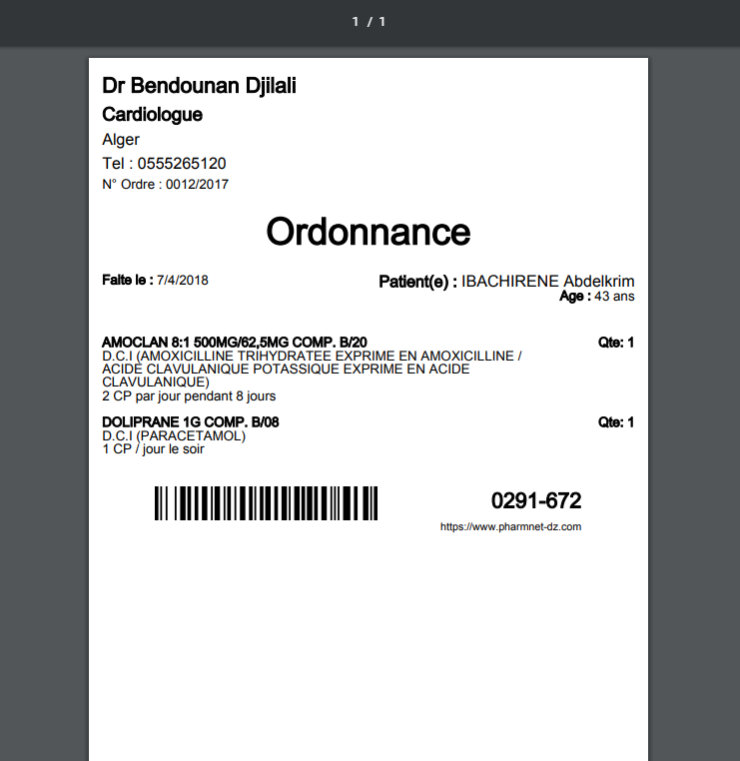 1 / 1
Dr Bendounan Djilali
Cardiologue
Alger
Tel : 0555265120
N° Ordre : 0012/2017
Ordonnance
Faite le : 7/4/2018
Patient(e) : IBACHIRENE Abdelkrim
Age : 43 ans
AMOCLAN 8:1 500MG/62,5MG COMP. B/20 Qte: 1
D.C.I (AMOXICILLINE TRIHYDRATEE EXPRIME EN AMOXICILLINE /
ACIDE CLAVULANIQUE POTASSIQUE EXPRIME EN ACIDE
CLAVULANIQUE)
2 CP par jour pendant 8 jours
DOLIPRANE 1G COMP. B/08 Qte: 1
D.C.I (PARACETAMOL)
1 CP / jour le soir
0291-672
https://www.pharmnet-dz.com